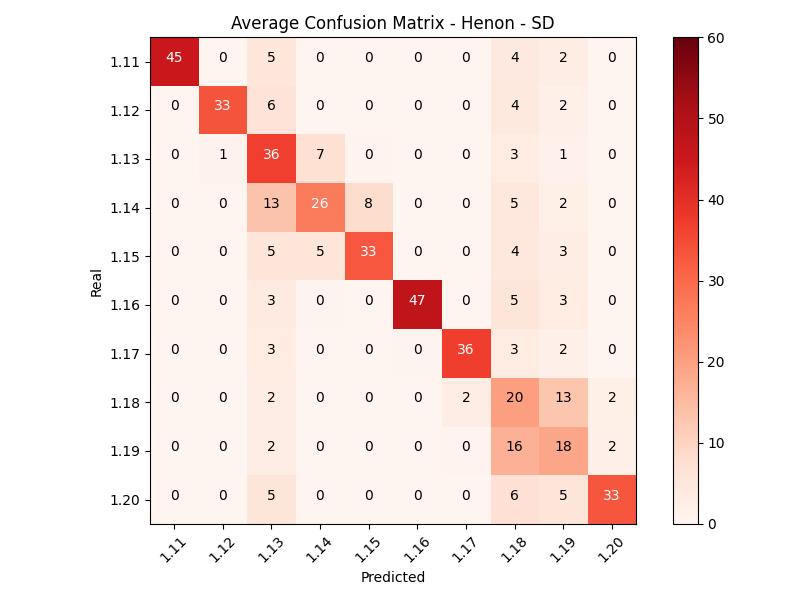 Average Confusion Matrix - Henon - SD
Real
1.11 45 0 5 0 0 0 0 4 2 0
1.12 0 33 6 0 0 0 0 4 2 0
1.13 0 1 36 7 0 0 0 3 1 0
1.14 0 0 13 26 8 0 0 5 2 0
1.15 0 0 5 5 33 0 0 4 3 0
1.16 0 0 3 0 0 47 0 5 3 0
1.17 0 0 3 0 0 0 36 3 2 0
1.18 0 0 2 0 0 0 2 20 13 2
1.19 0 0 2 0 0 0 0 16 18 2
1.20 0 0 5 0 0 0 0 6 5 33
1.11 1.12 1.13 1.14 1.15 1.16 1.17 1.18 1.19 1.20
Predicted
60
50
40
30
20
10
0